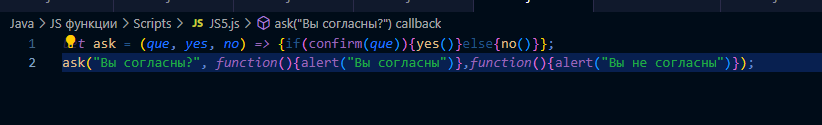 Java > JS функции > Scripts > JS JS5.js > ask("Вы согласны?") callback
1 t ask = (que, yes, no) => {if(confirm(que)){yes()}else{no()}};
2 ask("Вы согласны?", function(){alert("Вы согласны")},function(){alert("Вы не согласны")});